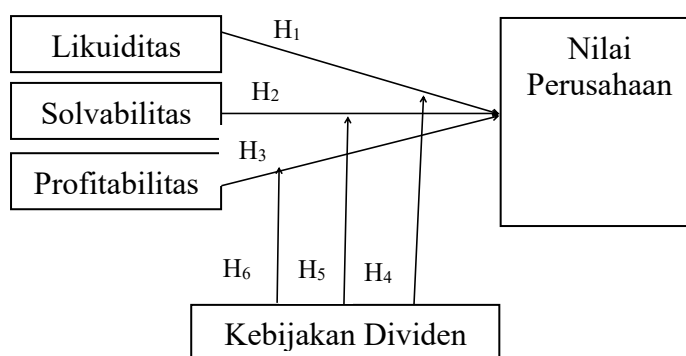 Likuiditas
H1
Nilai
Perusahaan
Solvabilitas
H2
H3
Profitabilitas
H6
H5
H4
Kebijakan Dividen